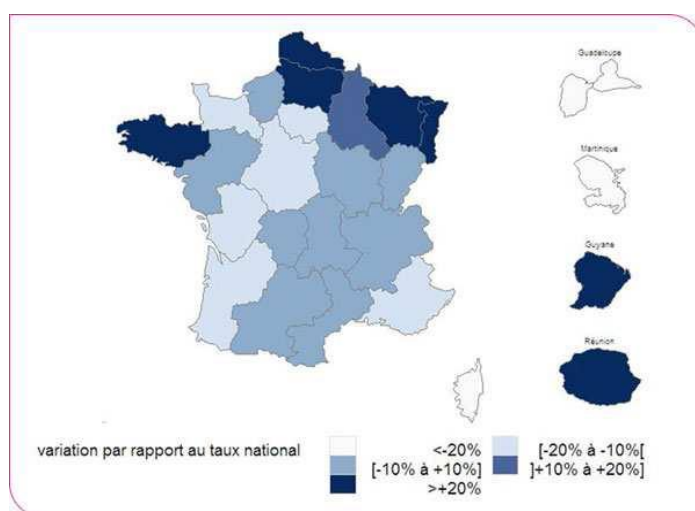 Guadeloupe
Martinique
Guyane
Réunion
variation par rapport au taux national
<-20%
[-20% à -10%[
[-10% à +10%]
]+10% à +20%]
>+20%